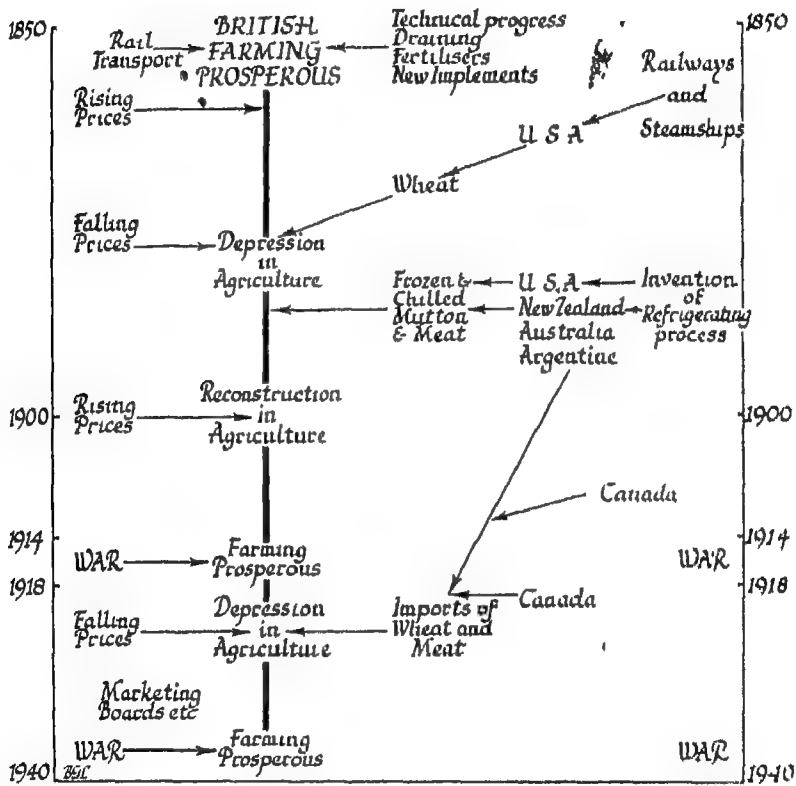 1850
Rail
Transport
BRITISH
FARMING
PROSPEROUS
Technical progress
Draining
Fertilisers
New Implements
1850
Railways
and
Steamships
Rising
Prices
U S A
Wheat
Falling
Prices
Depression
in
Agriculture
Frozen &
Chilled
Mutton
& Meat
U. S. A
New Zealand
Australia
Argentine
Invention
of
Refrigerating
process
1900
Rising
Prices
Reconstruction
in
Agriculture
1900
Canada
1914
WAR
1918
Farming
Prosperous
1914
WAR
1918
Falling
Prices
Depression
in
Agriculture
Imports of
Wheat and
Meat
Canada
Marketing
Boards etc
WAR
Farming
Prosperous
WAR
1940
1940